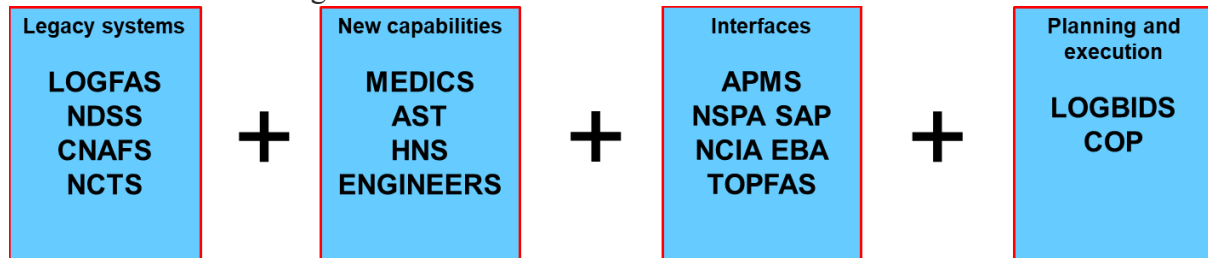 Legacy systems
LOGFAS
NDSS
CNAFS
NCTS
+
New capabilities
MEDICS
AST
HNS
ENGINEERS
+
Interfaces
APMS
NSPA SAP
NCIA EBA
TOPFAS
+
Planning and
execution
LOGBIDS
COP